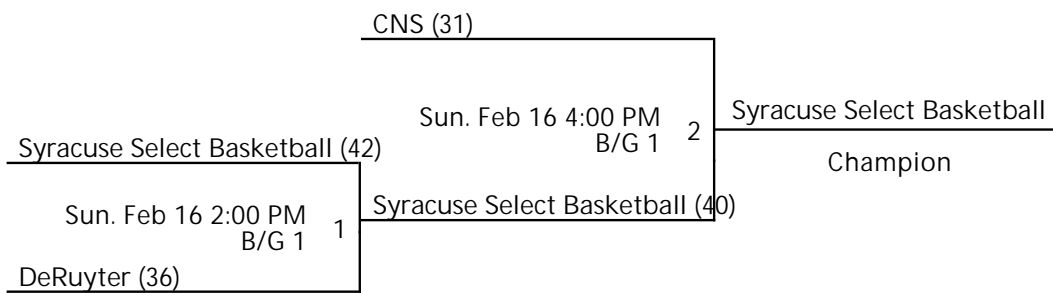 CNS (31)
Sun. Feb 16 4:00 PM
B/G 1
2
Syracuse Select Basketball
Champion
Syracuse Select Basketball (42)
Sun. Feb 16 2:00 PM
B/G 1
1
Syracuse Select Basketball (40)
DeRuyter (36)